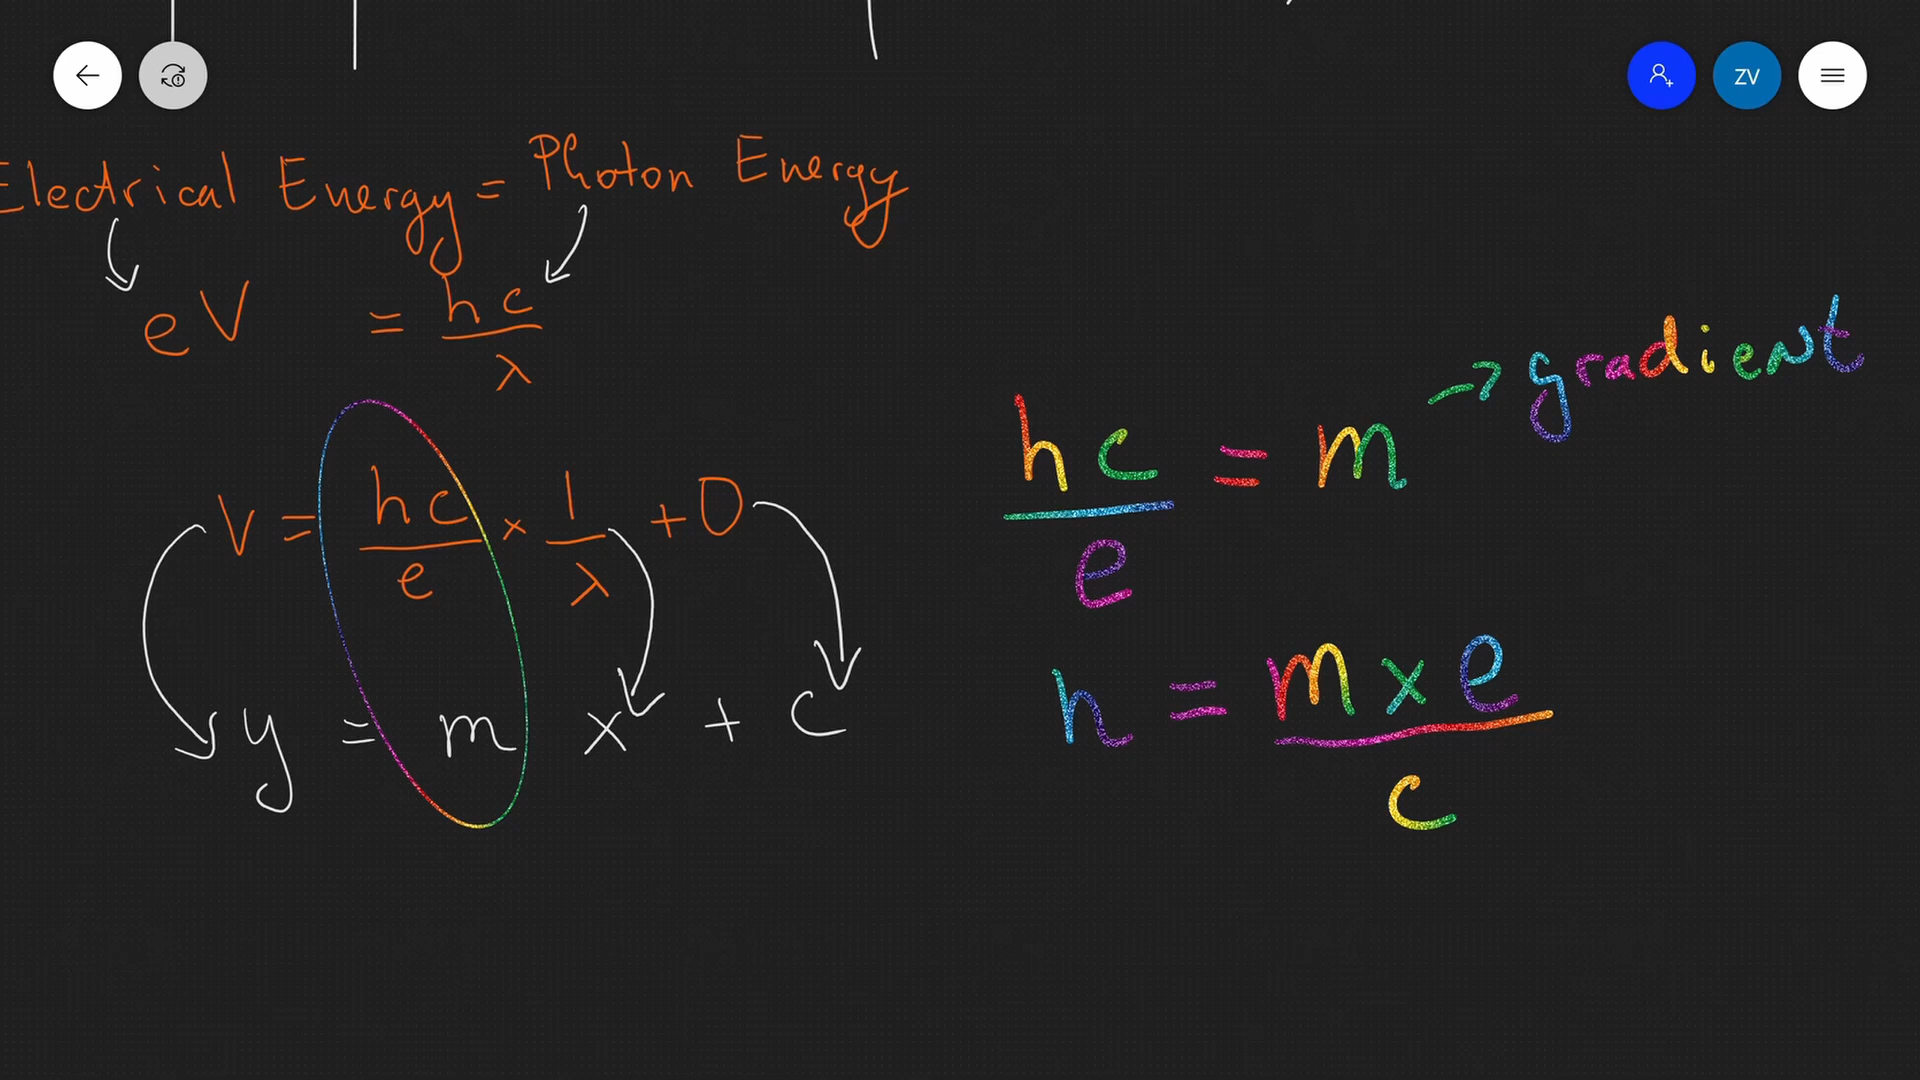 ZV
Electrical Energy = Photon Energy
eV = hc/λ
V = hc/e × 1/λ + 0
y = m x + c
hc/e = m → gradient
h = m×e/c